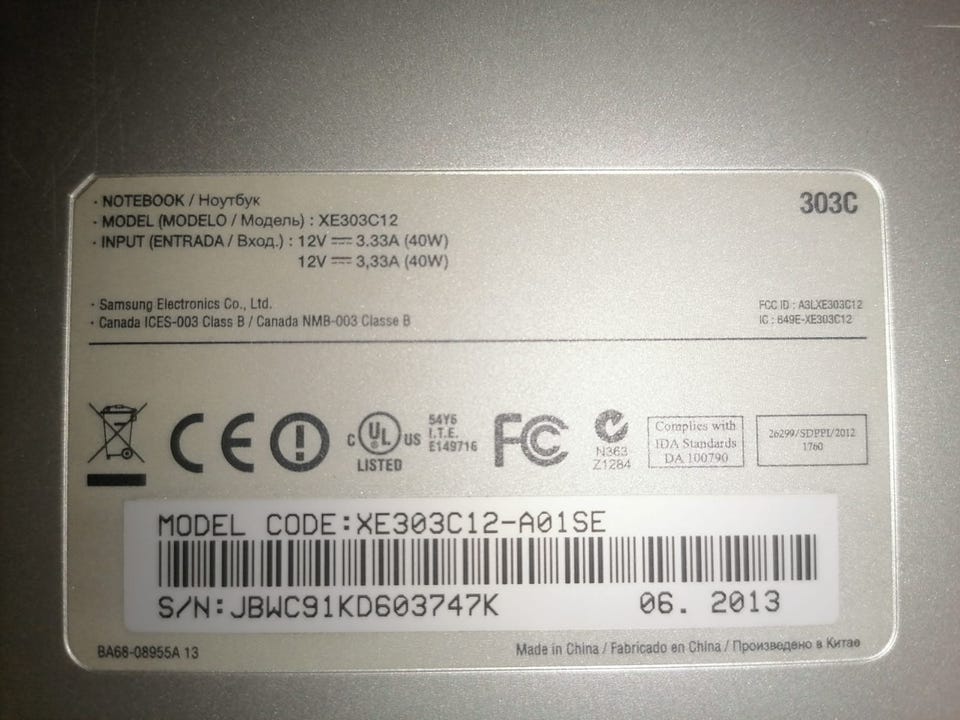 · NOTEBOOK / Ноутбук
303C
· MODEL (MODELO / Модель) : XE303C12
· INPUT (ENTRADA / Вход.) : 12V ⎓ 3.33A (40W)
12V ⎓ 3,33A (40W)
· Samsung Electronics Co., Ltd.
FCC ID : A3LXE303C12
· Canada ICES-003 Class B / Canada NMB-003 Classe B
IC : 649E-XE303C12
CE
C UL US
LISTED
54Y6
I.T.E.
E149716
FC
N363
Z1284
Complies with
IDA Standards
DA 100790
26299/SDPPI/2012
1760
MODEL CODE:XE303C12-A01SE
S/N:JBWC91KD603747K 06. 2013
BA68-08955A 13
Made in China / Fabricado en China / Произведено в Китае